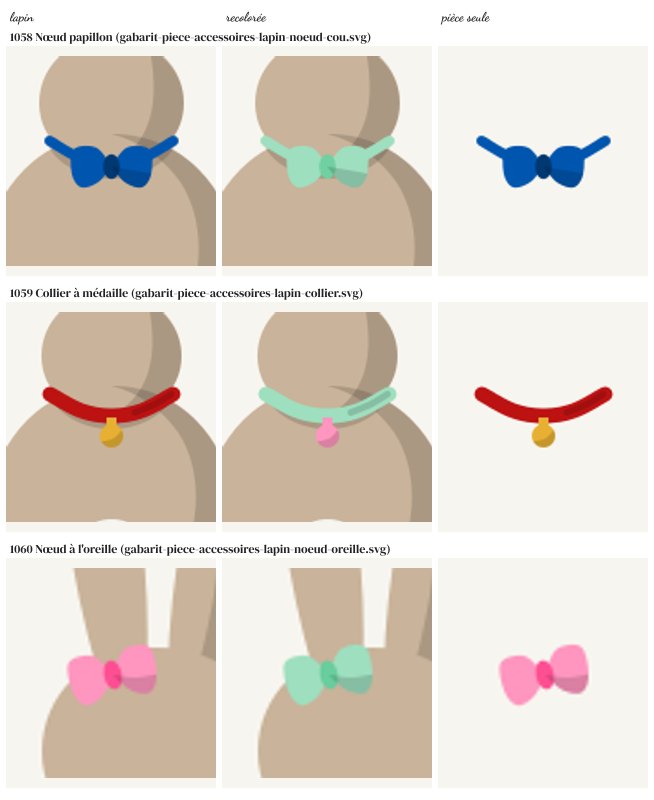 lapin recolorée pièce seule
1058 Nœud papillon (gabarit-piece-accessoires-lapin-noeud-cou.svg)
1059 Collier à médaille (gabarit-piece-accessoires-lapin-collier.svg)
1060 Nœud à l'oreille (gabarit-piece-accessoires-lapin-noeud-oreille.svg)